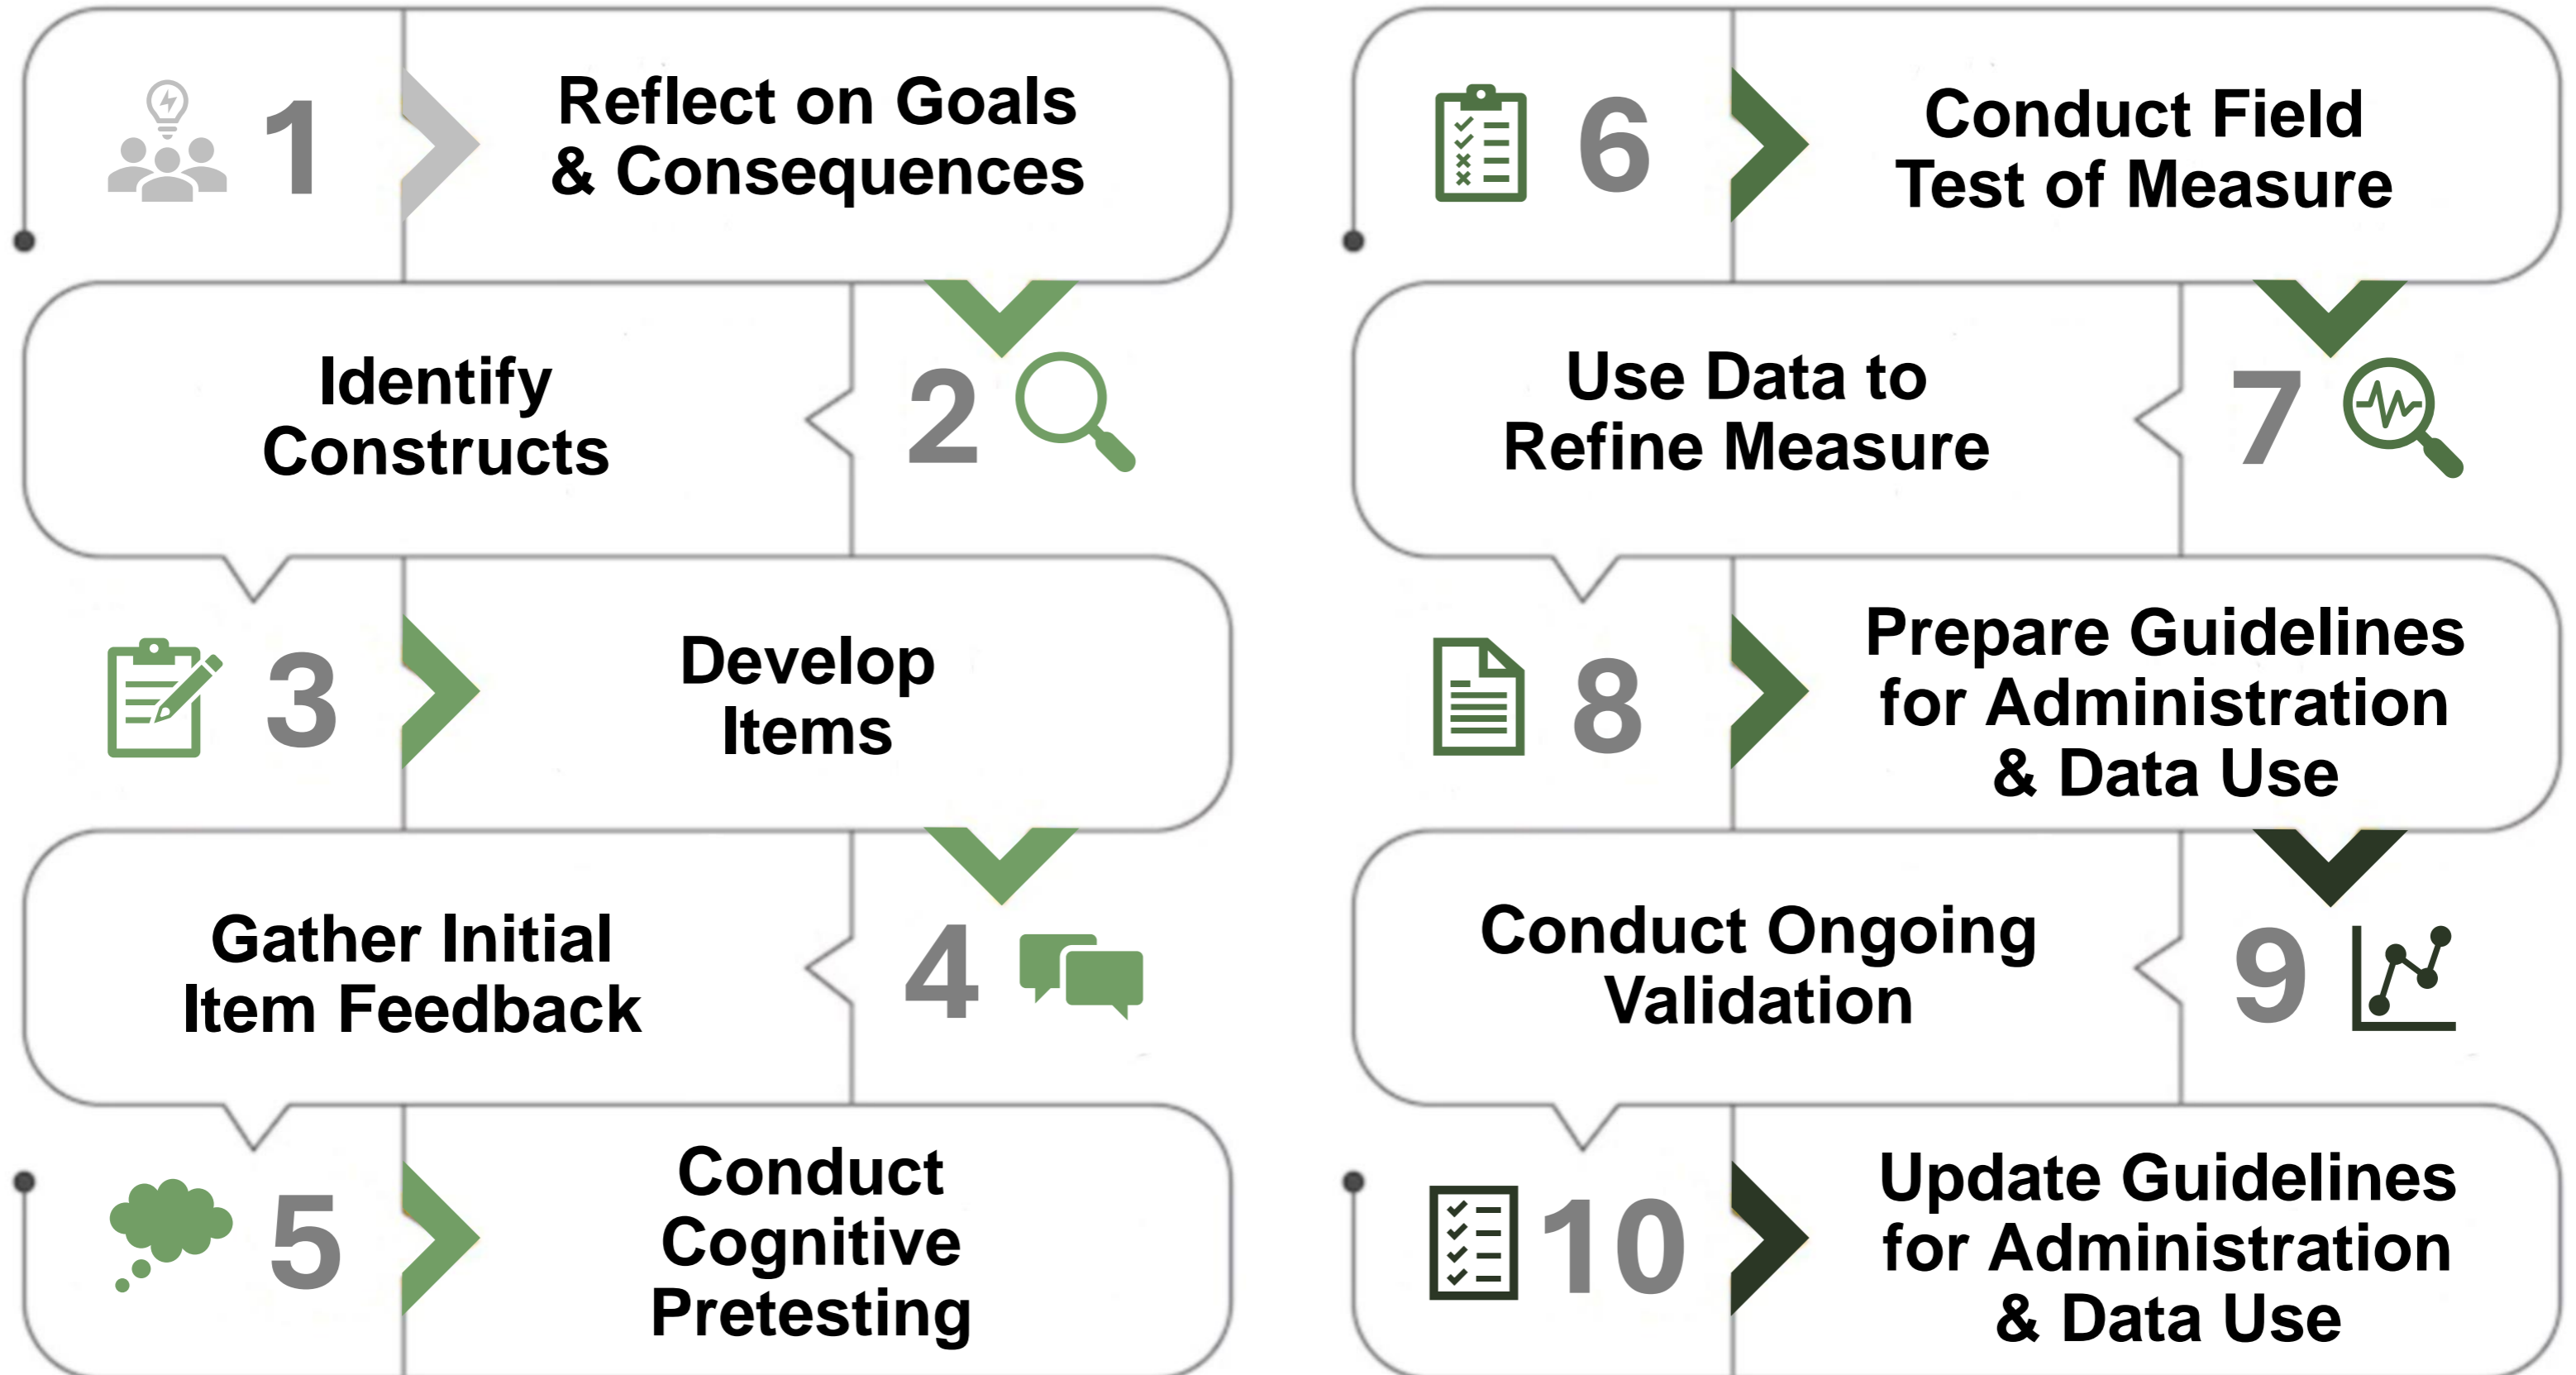 1
Reflect on Goals
& Consequences
2
Identify
Constructs
3
Develop
Items
4
Gather Initial
Item Feedback
5
Conduct
Cognitive
Pretesting
6
Conduct Field
Test of Measure
7
Use Data to
Refine Measure
8
Prepare Guidelines
for Administration
& Data Use
9
Conduct Ongoing
Validation
10
Update Guidelines
for Administration
& Data Use